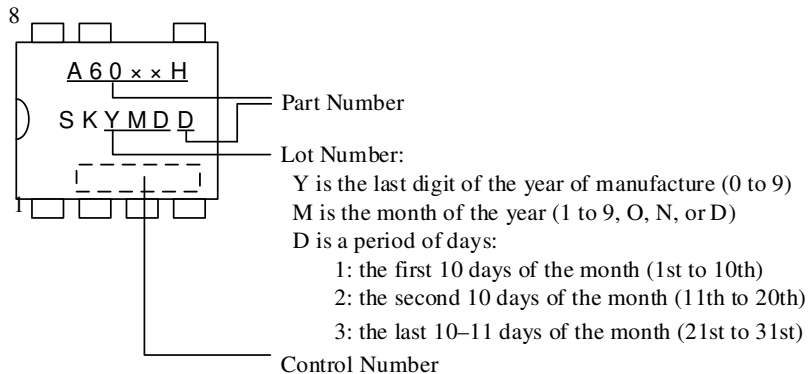 8
A60××H
SKYMDD
Part Number
Lot Number:
Y is the last digit of the year of manufacture (0 to 9)
M is the month of the year (1 to 9, O, N, or D)
D is a period of days:
1: the first 10 days of the month (1st to 10th)
2: the second 10 days of the month (11th to 20th)
3: the last 10–11 days of the month (21st to 31st)
1
Control Number